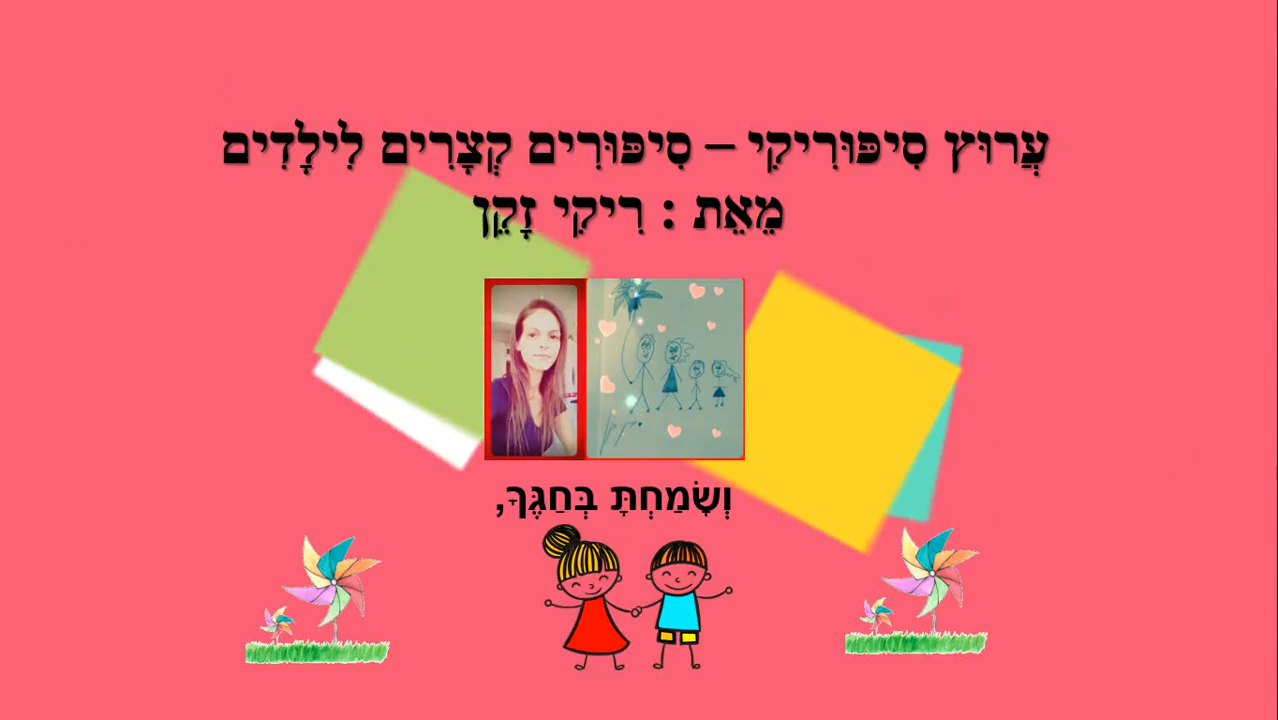 עֲרוּץ סִיפּוּרִיקִי – סִיפּוּרִים קְצָרִים לִילָדִים
מֵאֵת : רִיקִי זָקֵן
וְשָׂמַחְתָּ בְּחַגֶּךָ,